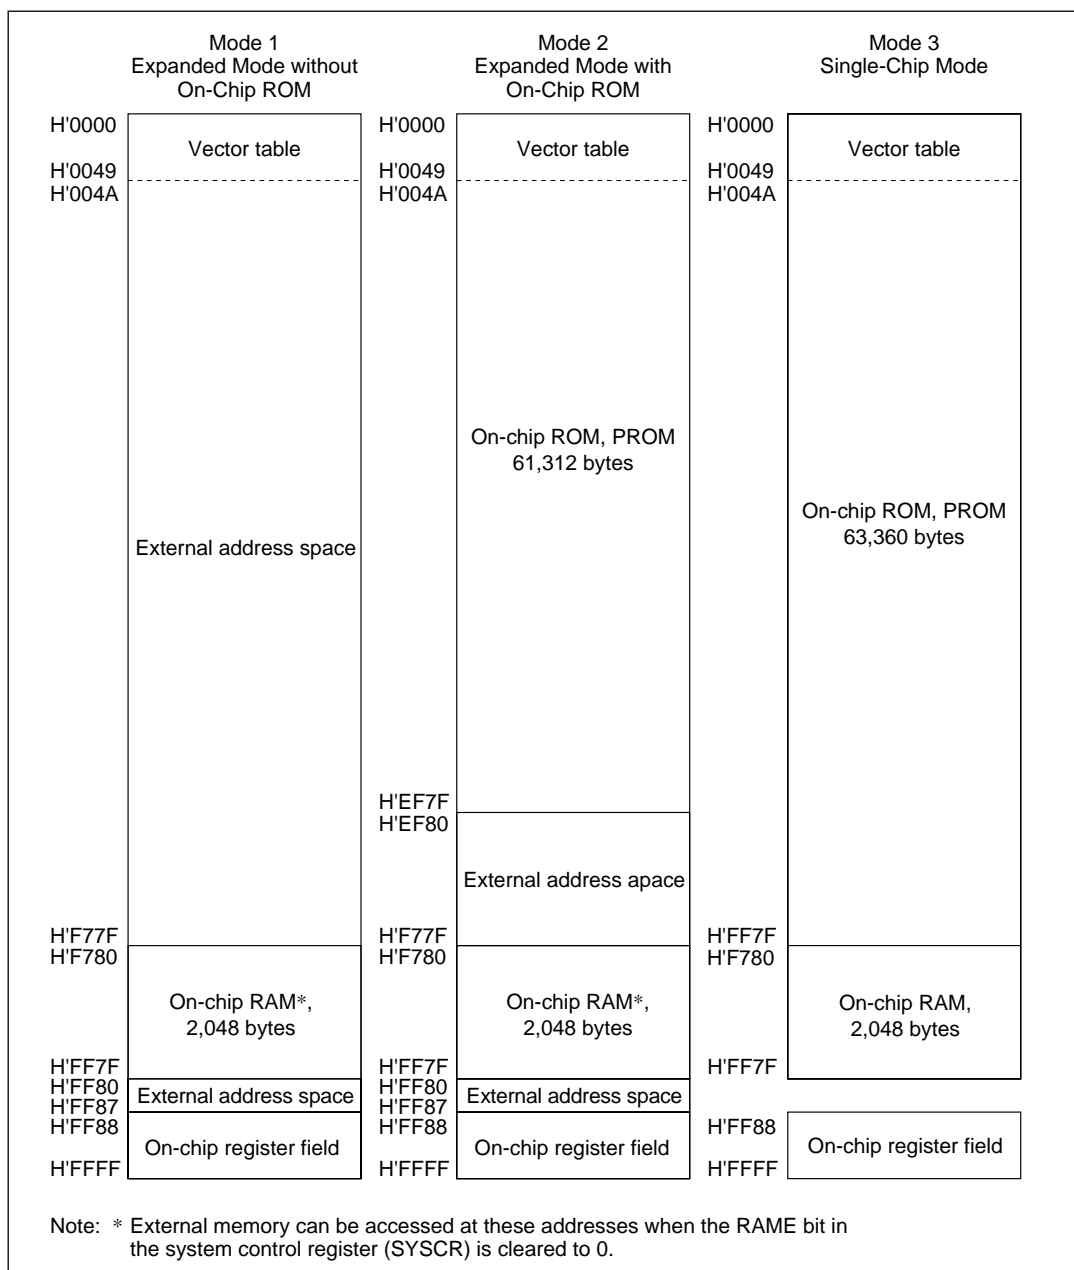 Mode 1
Expanded Mode without
On-Chip ROM
H'0000
Vector table
H'0049
H'004A
External address space
H'F77F
H'F780
On-chip RAM*,
2,048 bytes
H'FF7F
H'FF80
External address space
H'FF87
H'FF88
On-chip register field
H'FFFF
Mode 2
Expanded Mode with
On-Chip ROM
H'0000
Vector table
H'0049
H'004A
On-chip ROM, PROM
61,312 bytes
H'EF7F
H'EF80
External address apace
H'F77F
H'F780
On-chip RAM*,
2,048 bytes
H'FF7F
H'FF80
External address space
H'FF87
H'FF88
On-chip register field
H'FFFF
Mode 3
Single-Chip Mode
H'0000
Vector table
H'0049
H'004A
On-chip ROM, PROM
63,360 bytes
H'FF7F
H'F780
On-chip RAM,
2,048 bytes
H'FF7F
H'FF88
On-chip register field
H'FFFF
Note: * External memory can be accessed at these addresses when the RAME bit in
the system control register (SYSCR) is cleared to 0.